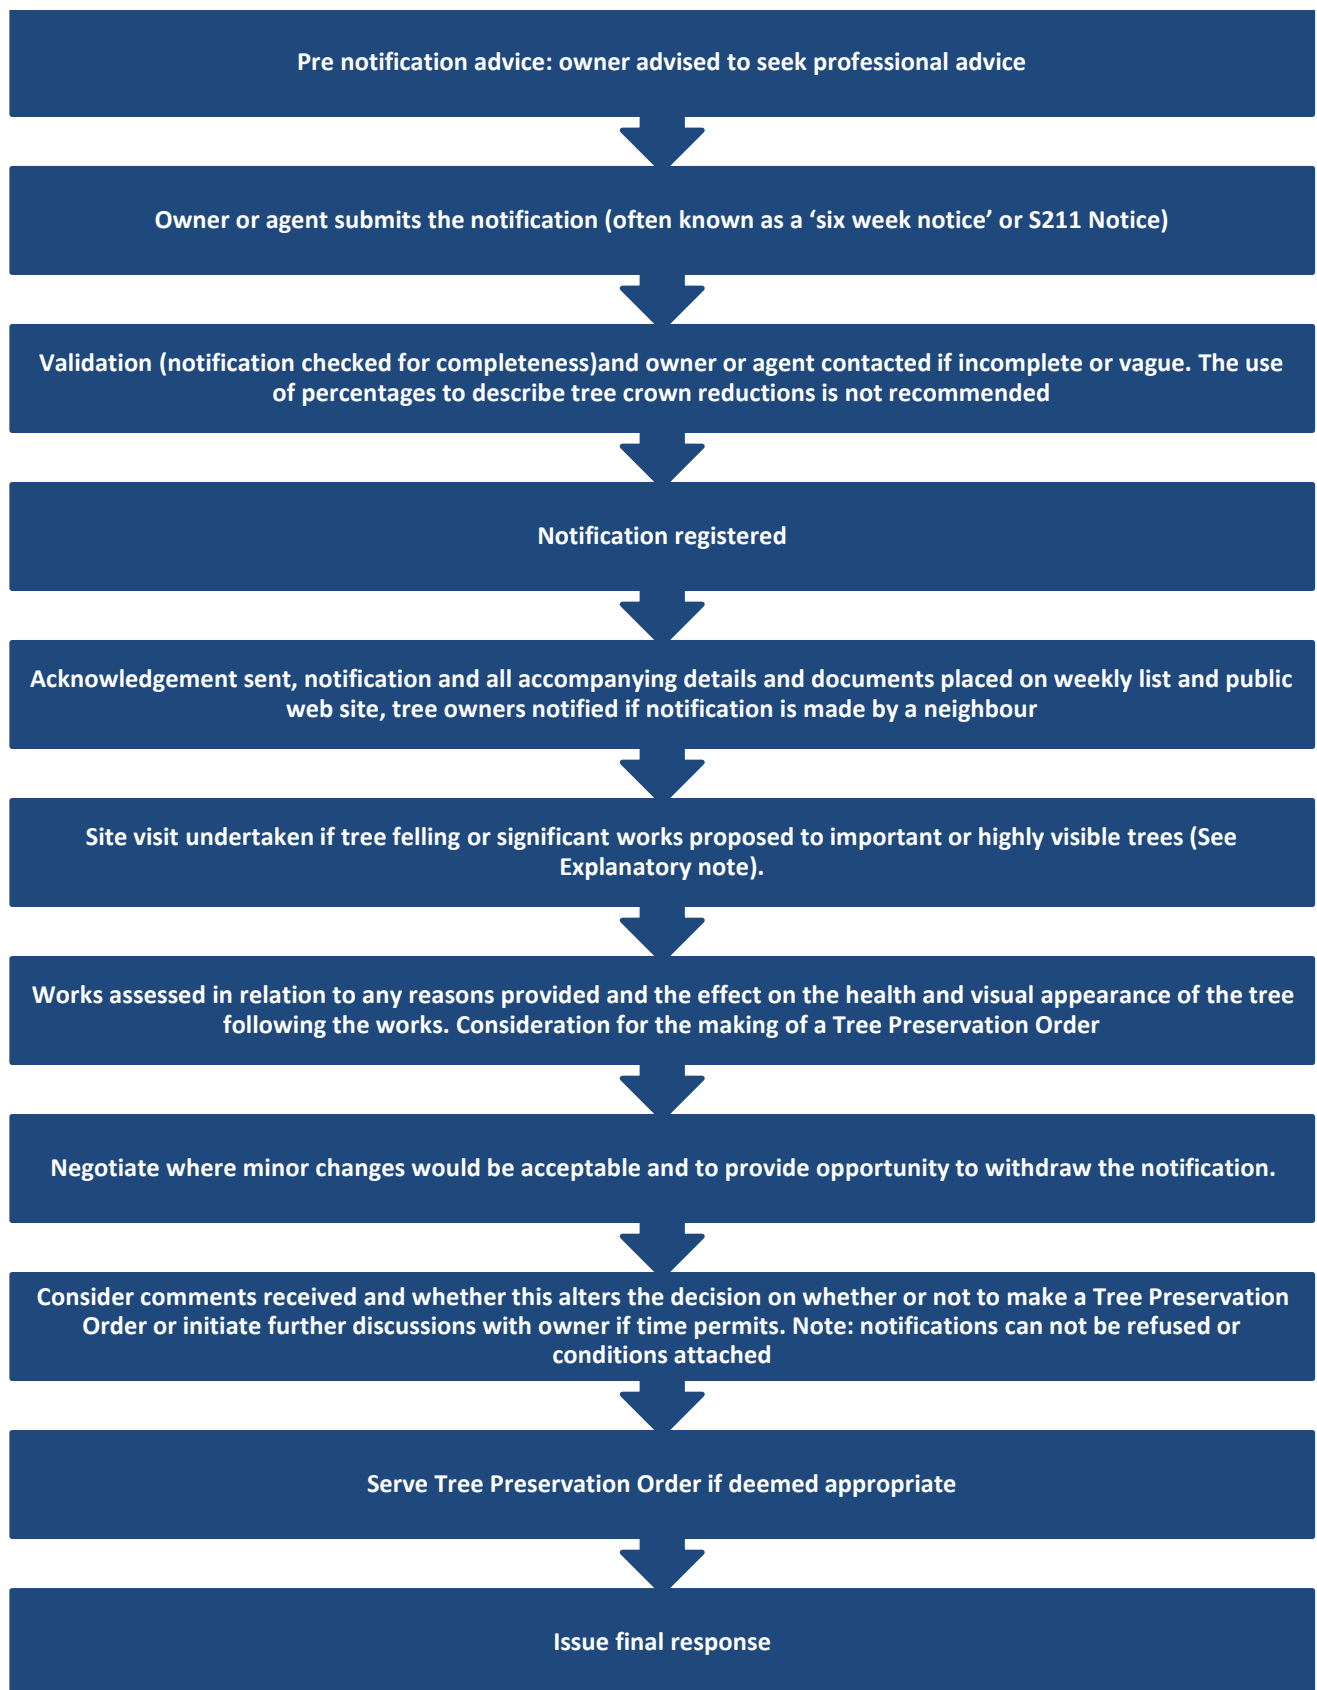 Pre notification advice: owner advised to seek professional advice
Owner or agent submits the notification (often known as a ‘six week notice’ or S211 Notice)
Validation (notification checked for completeness)and owner or agent contacted if incomplete or vague. The use
of percentages to describe tree crown reductions is not recommended
Notification registered
Acknowledgement sent, notification and all accompanying details and documents placed on weekly list and public
web site, tree owners notified if notification is made by a neighbour
Site visit undertaken if tree felling or significant works proposed to important or highly visible trees (See
Explanatory note).
Works assessed in relation to any reasons provided and the effect on the health and visual appearance of the tree
following the works. Consideration for the making of a Tree Preservation Order
Negotiate where minor changes would be acceptable and to provide opportunity to withdraw the notification.
Consider comments received and whether this alters the decision on whether or not to make a Tree Preservation
Order or initiate further discussions with owner if time permits. Note: notifications can not be refused or
conditions attached
Serve Tree Preservation Order if deemed appropriate
Issue final response